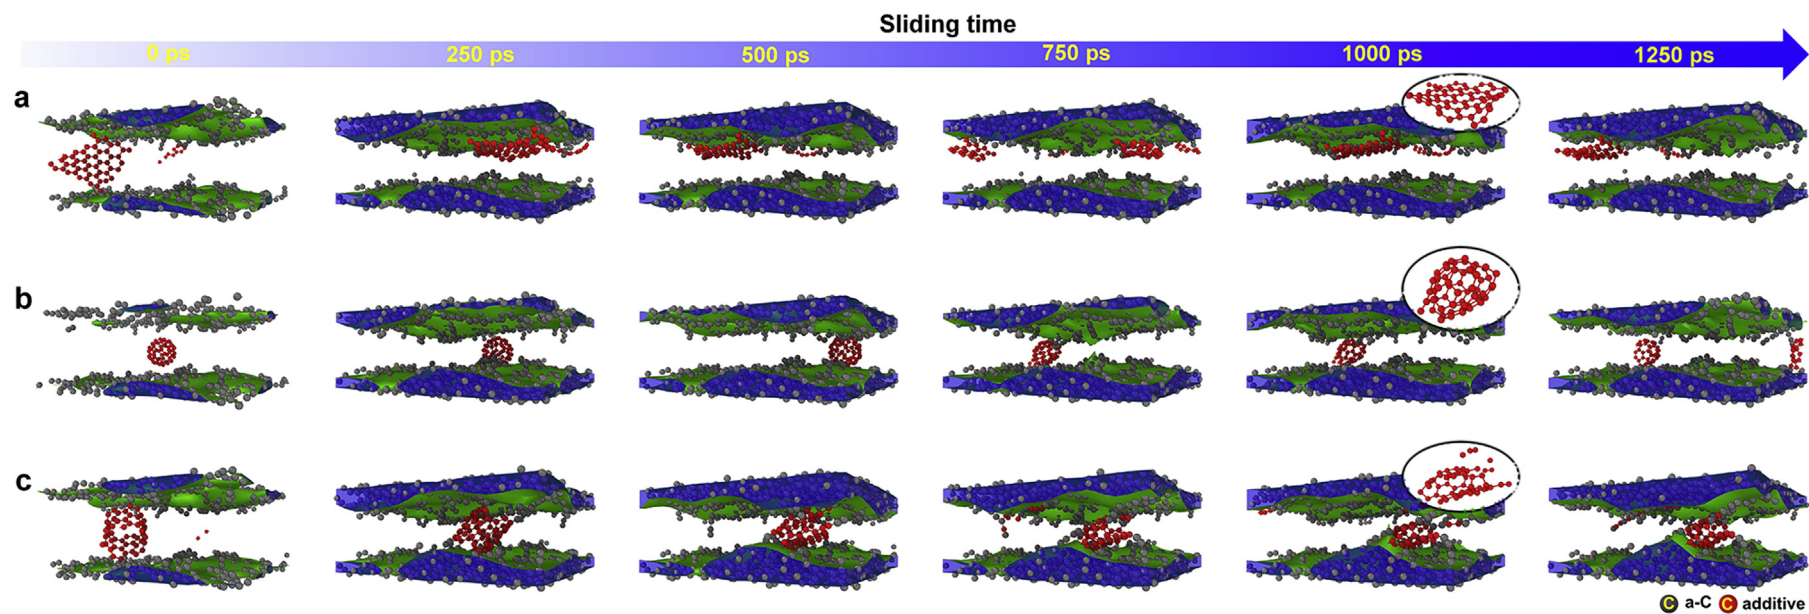 Sliding time
0 ps 250 ps 500 ps 750 ps 1000 ps 1250 ps
a
b
c
C a-C C additive